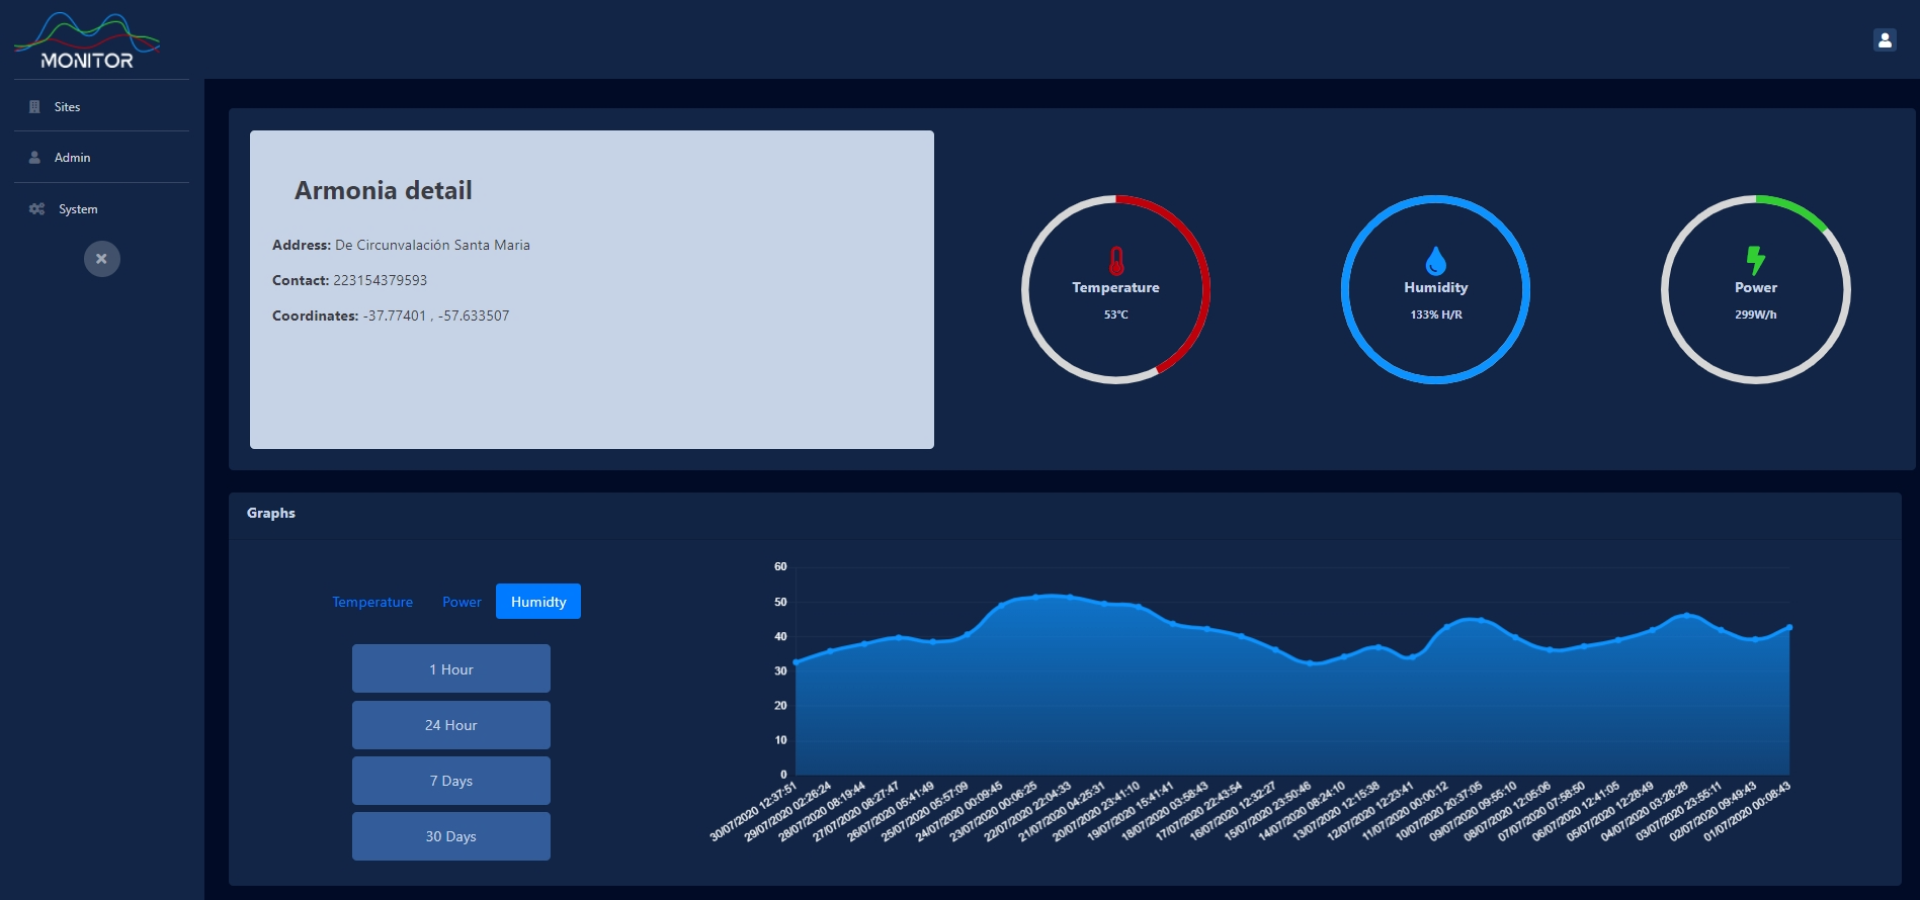 MONITOR
Sites
Admin
System
Armonia detail
Address: De Circunvalación Santa Maria
Contact: 223154379593
Coordinates: -37.77401 , -57.633507
Temperature
53°C
Humidity
133% H/R
Power
299W/h
Graphs
Temperature Power Humidty
1 Hour
24 Hour
7 Days
30 Days
60
50
40
30
20
10
0
30/07/2020 12:37:51
29/07/2020 02:26:24
28/07/2020 08:19:44
27/07/2020 08:27:47
26/07/2020 05:41:49
25/07/2020 05:57:09
24/07/2020 00:09:45
23/07/2020 00:06:25
22/07/2020 22:04:33
21/07/2020 04:25:31
20/07/2020 23:41:10
19/07/2020 15:41:41
18/07/2020 03:58:43
17/07/2020 22:43:54
16/07/2020 12:32:27
15/07/2020 23:50:46
14/07/2020 08:24:10
13/07/2020 12:15:38
12/07/2020 12:23:41
11/07/2020 00:00:12
10/07/2020 20:37:05
09/07/2020 09:55:10
08/07/2020 12:05:06
07/07/2020 07:58:50
06/07/2020 12:41:05
05/07/2020 12:28:49
04/07/2020 03:28:28
03/07/2020 23:55:11
02/07/2020 09:49:43
01/07/2020 00:08:43